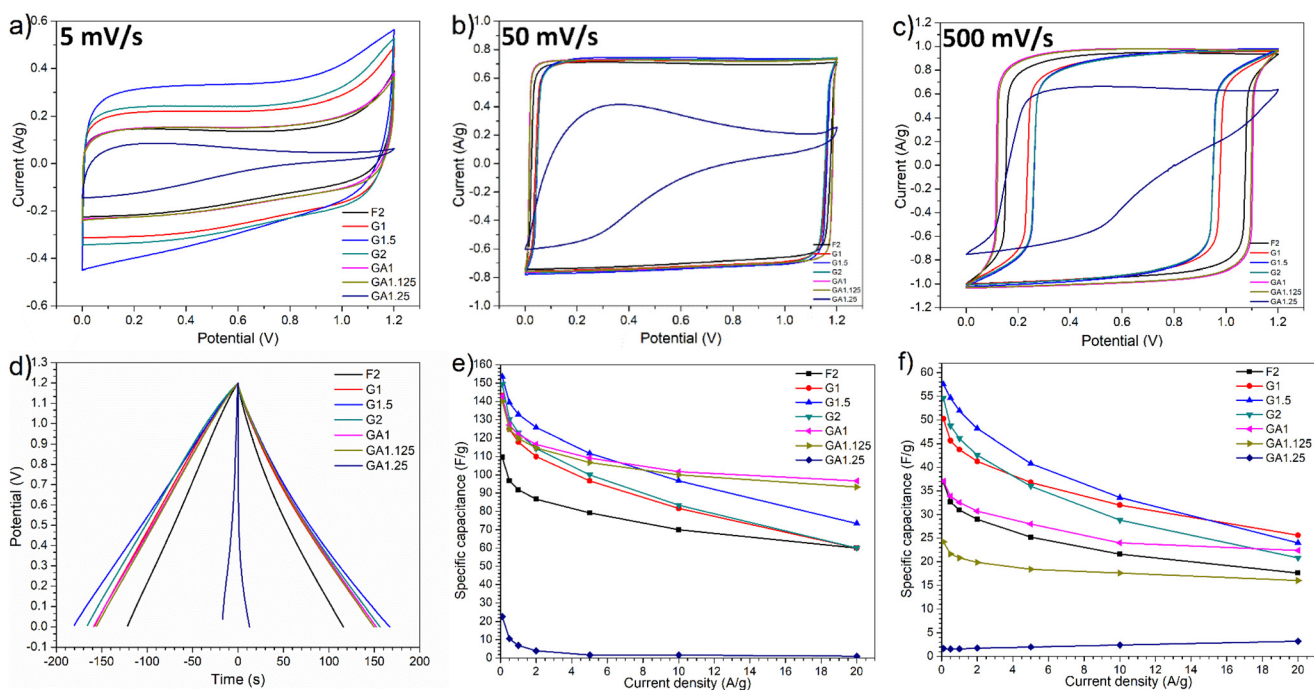 a) 5 mV/s
0.6
0.4
0.2
0.0
-0.2
-0.4
-0.6
Current (A/g)
0.0 0.2 0.4 0.6 0.8 1.0 1.2
Potential (V)
F2
G1
G1.5
G2
GA1
GA1.125
GA1.25
b) 50 mV/s
1.0
0.8
0.6
0.4
0.2
0.0
-0.2
-0.4
-0.6
-0.8
-1.0
Current (A/g)
0.0 0.2 0.4 0.6 0.8 1.0 1.2
Potential (V)
F2
G1
G1.5
G2
GA1
GA1.125
GA1.25
c) 500 mV/s
1.2
1.0
0.8
0.6
0.4
0.2
0.0
-0.2
-0.4
-0.6
-0.8
-1.0
-1.2
Current (A/g)
0.0 0.2 0.4 0.6 0.8 1.0 1.2
Potential (V)
F2
G1
G1.5
G2
GA1
GA1.125
GA1.25
d)
1.3
1.2
1.1
1.0
0.9
0.8
0.7
0.6
0.5
0.4
0.3
0.2
0.1
0.0
-0.1
Potential (V)
-200 -150 -100 -50 0 50 100 150 200
Time (s)
F2
G1
G1.5
G2
GA1
GA1.125
GA1.25
e)
160
150
140
130
120
110
100
90
80
70
60
50
40
30
20
10
0
Specific capacitance (F/g)
0 2 4 6 8 10 12 14 16 18 20
Current density (A/g)
F2
G1
G1.5
G2
GA1
GA1.125
GA1.25
f)
65
60
55
50
45
40
35
30
25
20
15
10
5
0
Specific capacitance (F/g)
0 2 4 6 8 10 12 14 16 18 20
Current density (A/g)
F2
G1
G1.5
G2
GA1
GA1.125
GA1.25